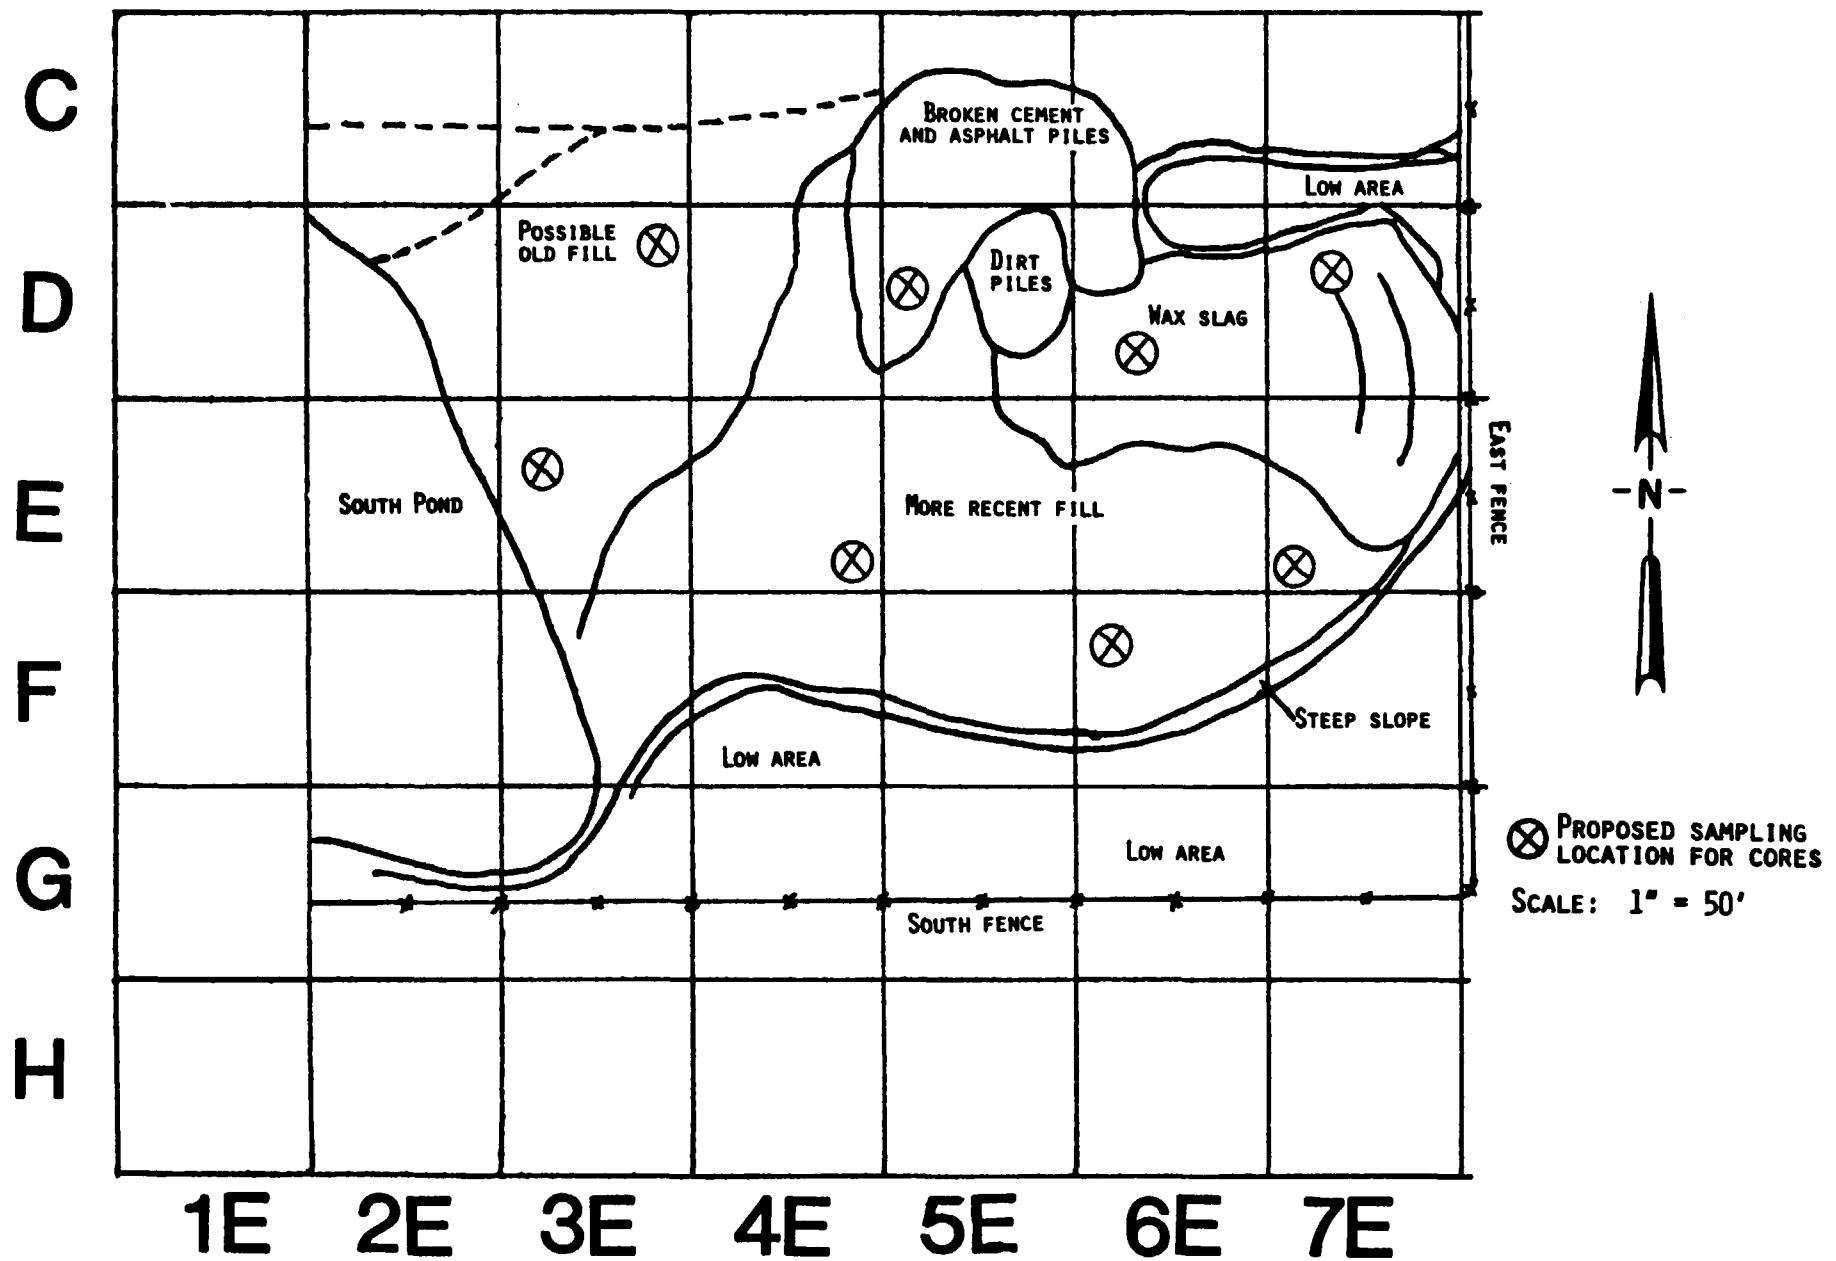 C
BROKEN CEMENT
AND ASPHALT PILES
LOW AREA
D
POSSIBLE
OLD FILL
DIRT
PILES
WAX SLAG
E
SOUTH POND
MORE RECENT FILL
EAST FENCE
-N-
F
STEEP SLOPE
LOW AREA
G
LOW AREA
SOUTH FENCE
PROPOSED SAMPLING
LOCATION FOR CORES
SCALE: 1" = 50'
H
1E 2E 3E 4E 5E 6E 7E